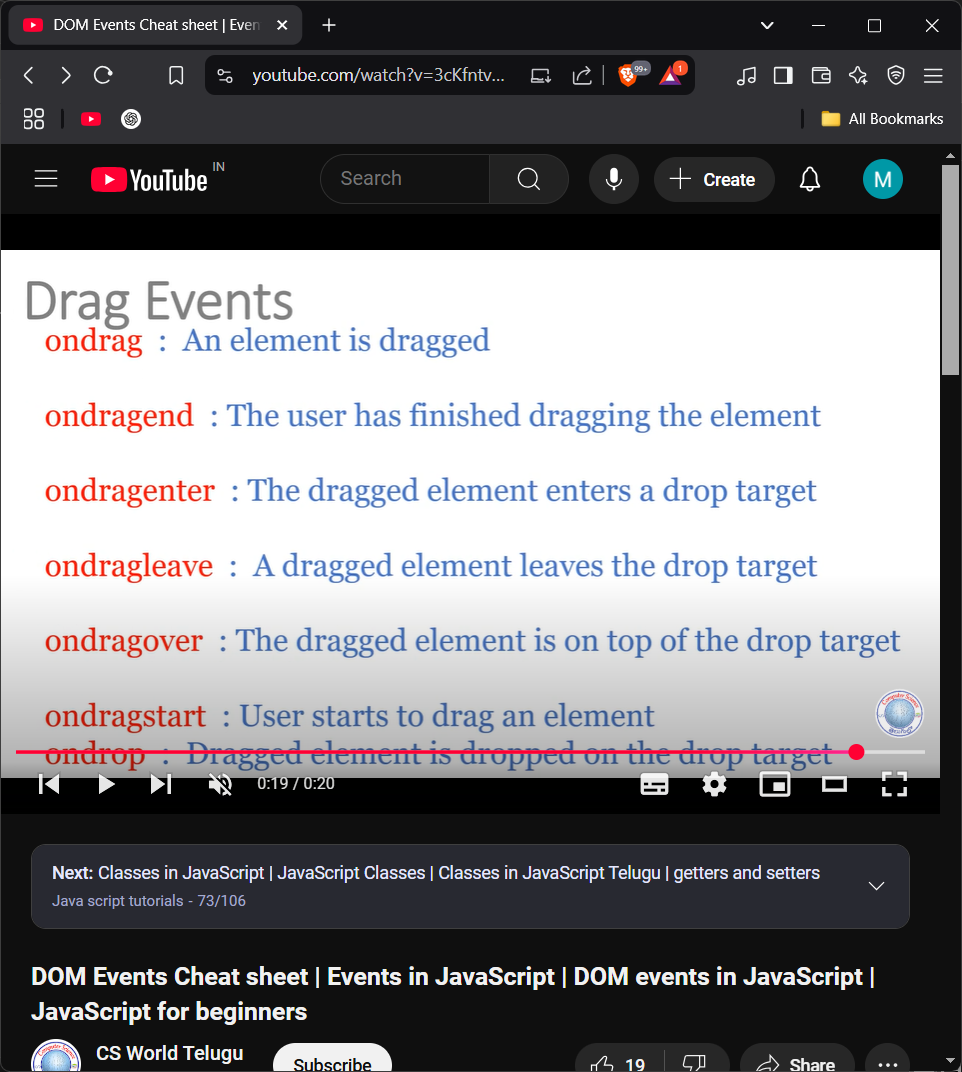 DOM Events Cheat sheet | Even
youtube.com/watch?v=3cKfntv...
99+
1
All Bookmarks
YouTube
IN
Search
Create
M
Drag Events
ondrag : An element is dragged
ondragend : The user has finished dragging the element
ondragenter : The dragged element enters a drop target
ondragleave : A dragged element leaves the drop target
ondragover : The dragged element is on top of the drop target
ondragstart : User starts to drag an element
ondrop : Dragged element is dropped on the drop target
0:19 / 0:20
Next: Classes in JavaScript | JavaScript Classes | Classes in JavaScript Telugu | getters and setters
Java script tutorials - 73/106
DOM Events Cheat sheet | Events in JavaScript | DOM events in JavaScript |
JavaScript for beginners
CS World Telugu
Subscribe
19
Share